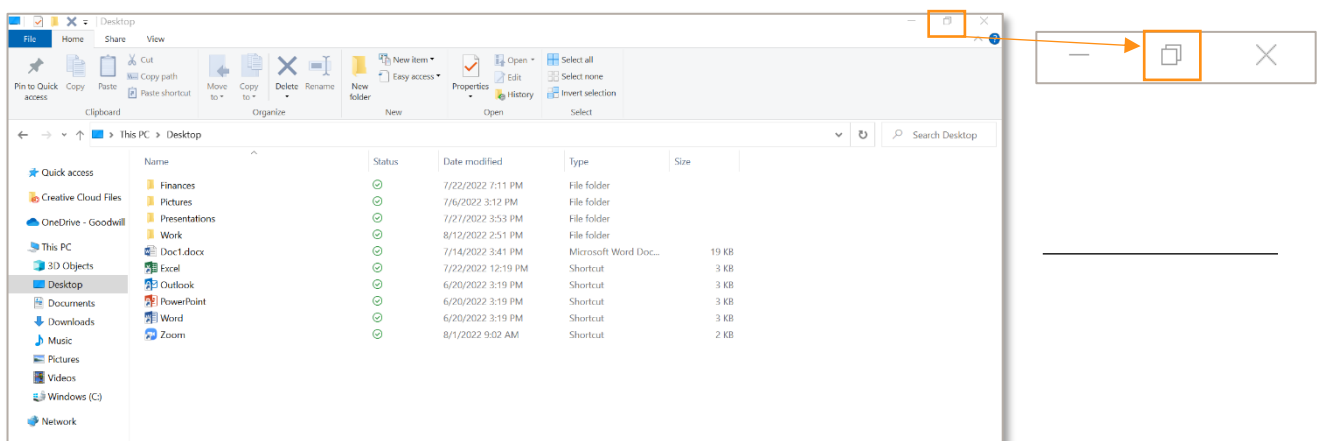 Desktop
File Home Share View
Pin to Quick access
Copy
Paste
Cut
Copy path
Paste shortcut
Clipboard
Move to
Copy to
Delete
Rename
Organize
New folder
New item
Easy access
New
Properties
Open
Edit
History
Open
Select all
Select none
Invert selection
Select
This PC > Desktop
Search Desktop
Name Status Date modified Type Size
Finances 7/22/2022 7:11 PM File folder
Pictures 7/6/2022 3:12 PM File folder
Presentations 7/27/2022 3:53 PM File folder
Work 8/12/2022 2:51 PM File folder
Doc1.docx 7/14/2022 3:41 PM Microsoft Word Doc... 19 KB
Excel 7/22/2022 12:19 PM Shortcut 3 KB
Outlook 6/20/2022 3:19 PM Shortcut 3 KB
PowerPoint 6/20/2022 3:19 PM Shortcut 3 KB
Word 6/20/2022 3:19 PM Shortcut 3 KB
Zoom 8/1/2022 9:02 AM Shortcut 2 KB
Quick access
Creative Cloud Files
OneDrive - Goodwill
This PC
3D Objects
Desktop
Documents
Downloads
Music
Pictures
Videos
Windows (C:)
Network